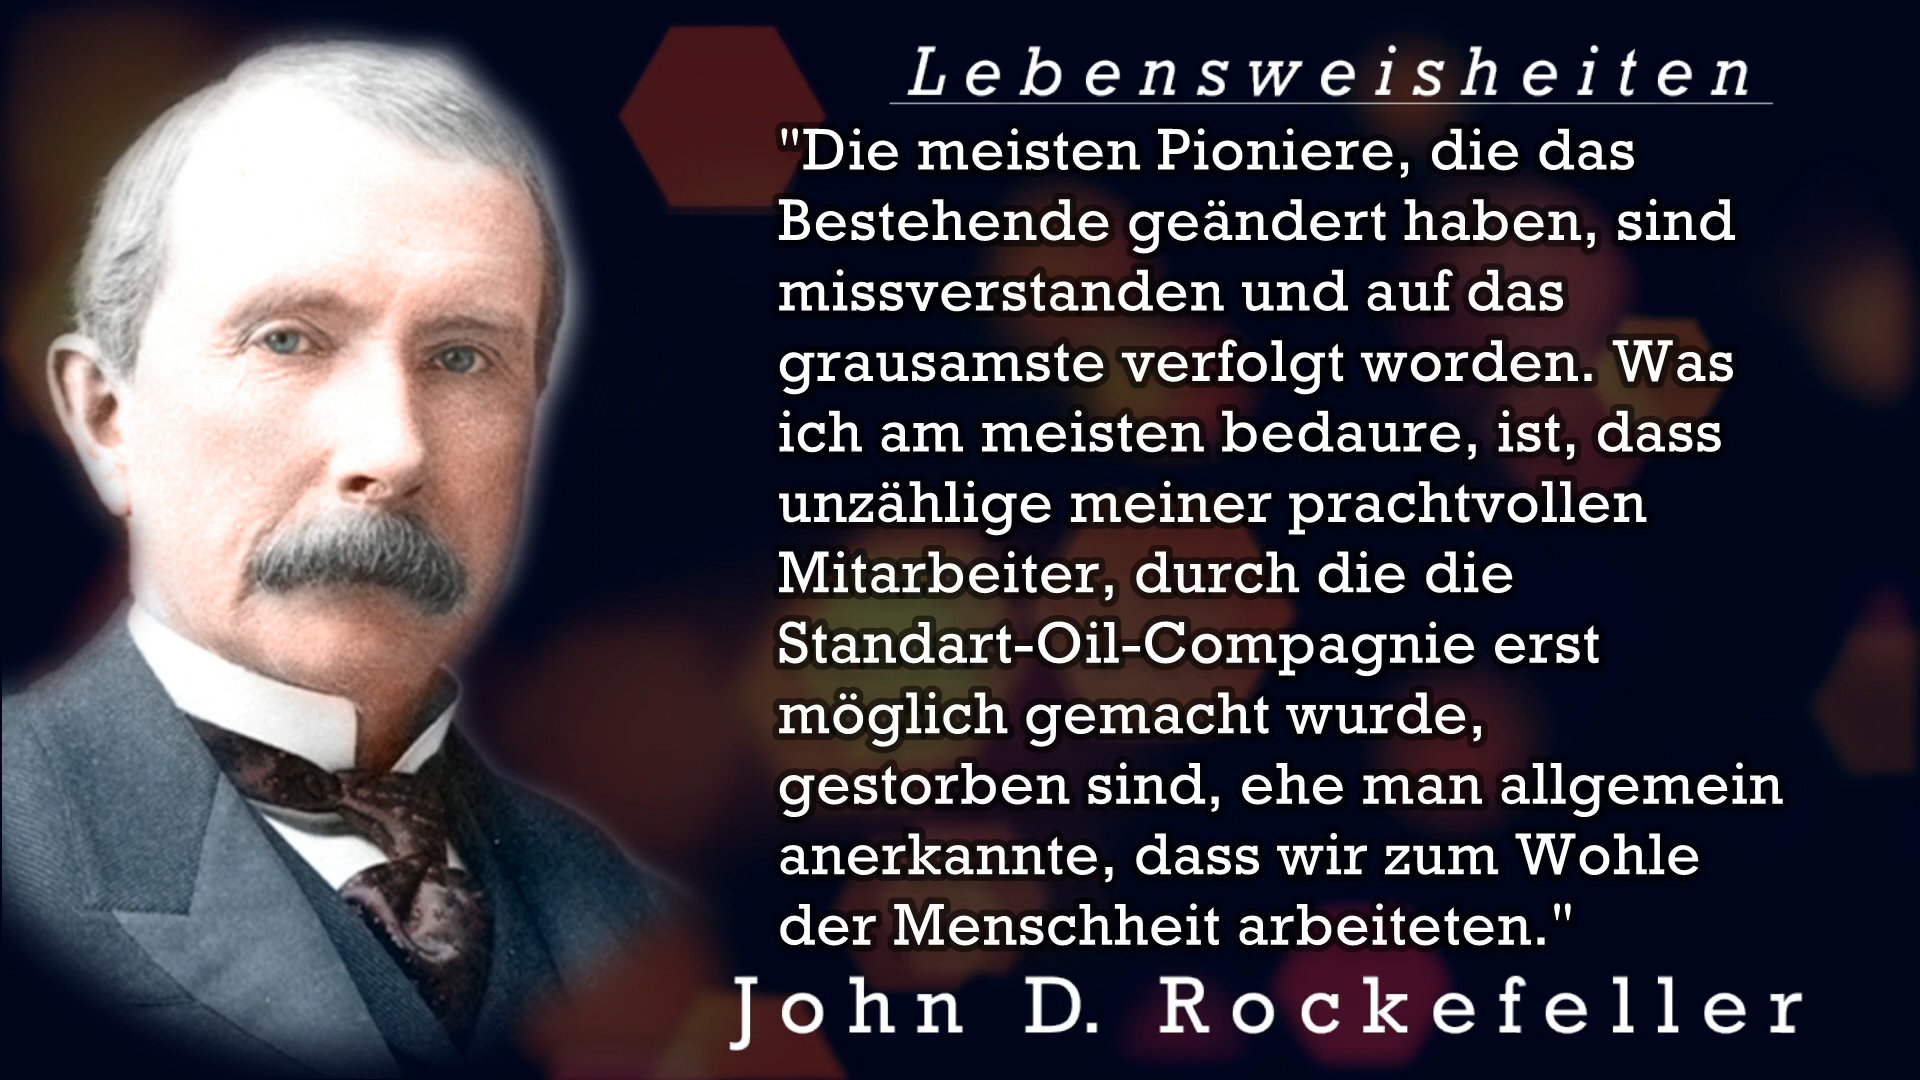 Lebensweisheiten
"Die meisten Pioniere, die das
Bestehende geändert haben, sind
missverstanden und auf das
grausamste verfolgt worden. Was
ich am meisten bedaure, ist, dass
unzählige meiner prachtvollen
Mitarbeiter, durch die die
Standart-Oil-Compagnie erst
möglich gemacht wurde,
gestorben sind, ehe man allgemein
anerkannte, dass wir zum Wohle
der Menschheit arbeiteten."
John D. Rockefeller